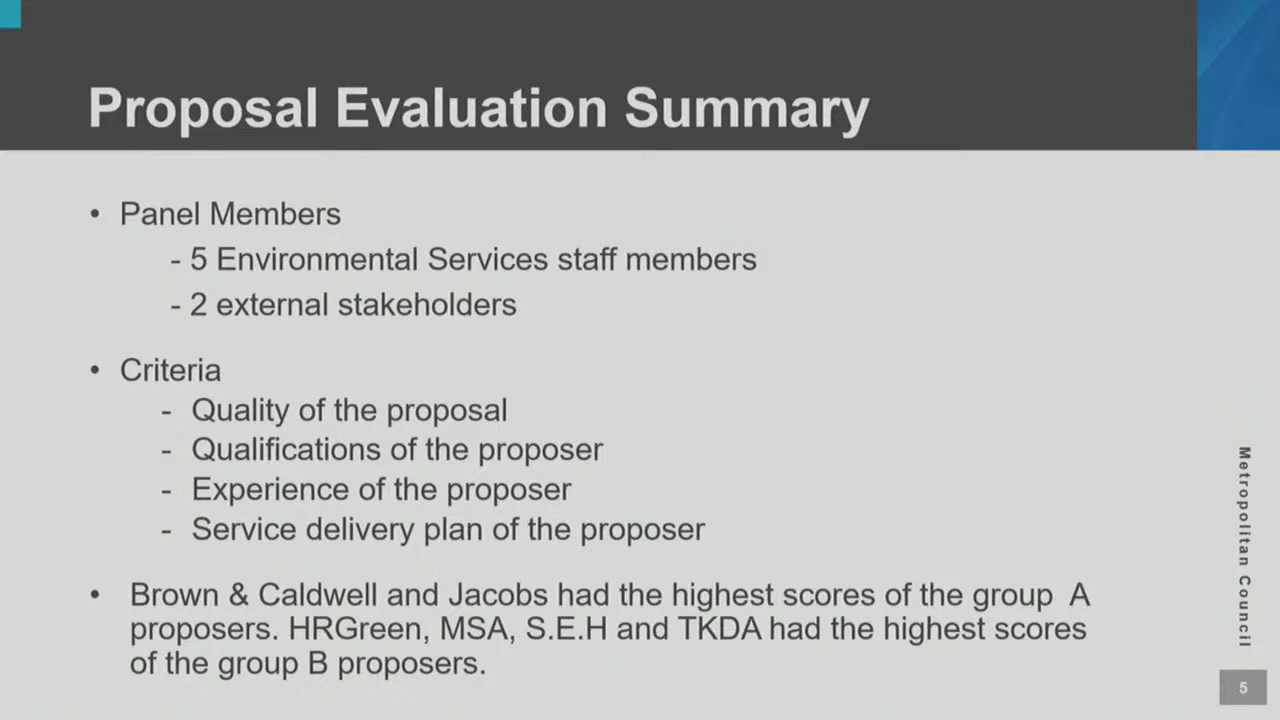 Proposal Evaluation Summary
• Panel Members
- 5 Environmental Services staff members
- 2 external stakeholders
• Criteria
- Quality of the proposal
- Qualifications of the proposer
- Experience of the proposer
- Service delivery plan of the proposer
• Brown & Caldwell and Jacobs had the highest scores of the group A
proposers. HRGreen, MSA, S.E.H and TKDA had the highest scores
of the group B proposers.
Metropolitan Council
5